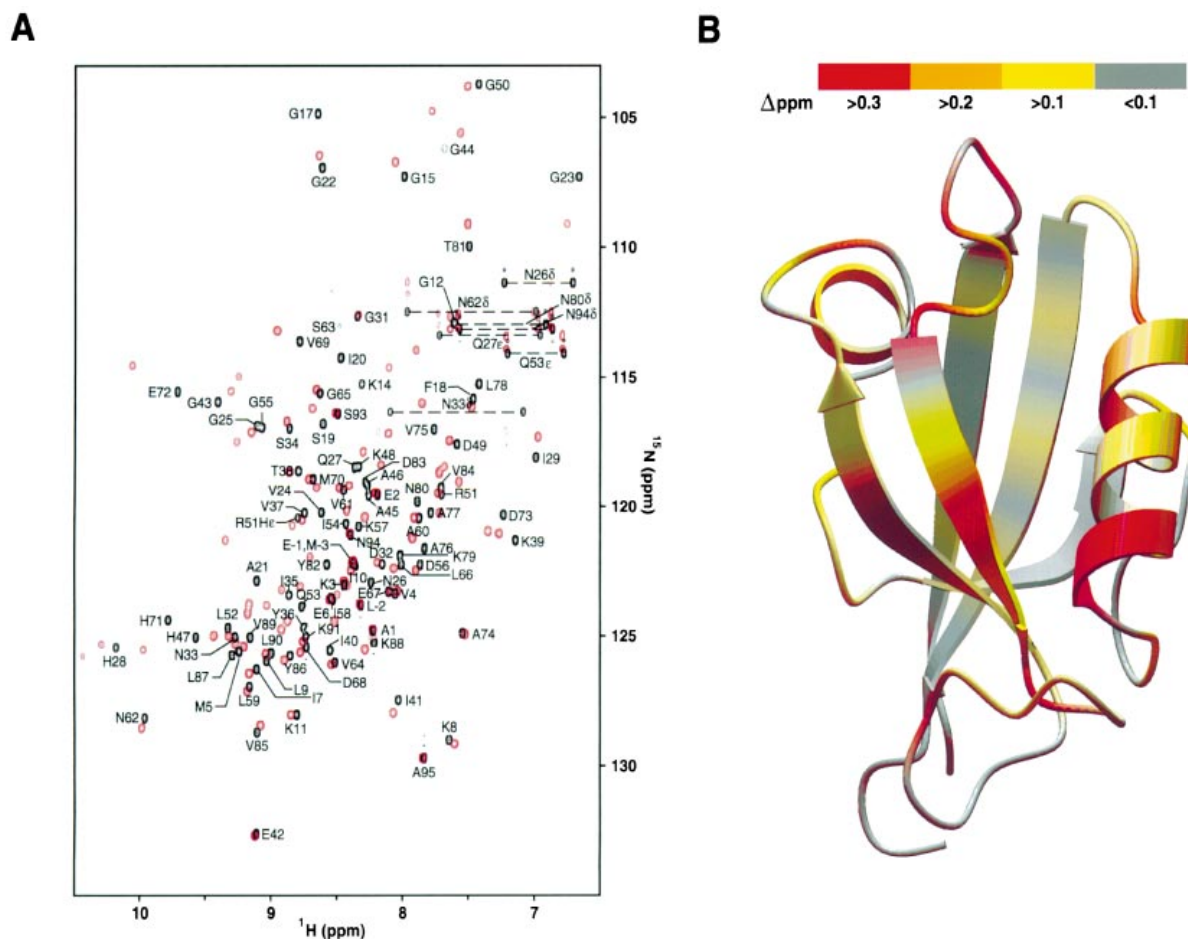 A
B
Δppm >0.3 >0.2 >0.1 <0.1
G50
G17
G44
G22
G15
G23
T81
N26δ
G12
N62δ
N80δ
N94δ
S63
G31
V69
Q27ε
I20
Q53ε
E72
K14
F18
L78
G43
G55
G65
N33δ
G25
S93
S34
S19
V75
D49
I29
Q27
K48
D83
A46
T38
M70
V84
V24
V61
E2
N80
R51
V37
A45
A77
D73
R51Hε
I54
K57
A60
N94
K39
E-1,M-3
D32
A76
K79
Y82
D56
A21
L66
I35
K3
I10
N26
Q53
E67
V4
L52
E6,I58
L-2
H71
V89
Y36
A1
A74
H47
K91
K88
N33
L90
I40
H28
L87
Y86
V64
D68
M5
L9
I7
L59
I41
N62
K11
V85
K8
A95
E42
105
110
115
120
125
130
15N (ppm)
10 9 8 7
1H (ppm)